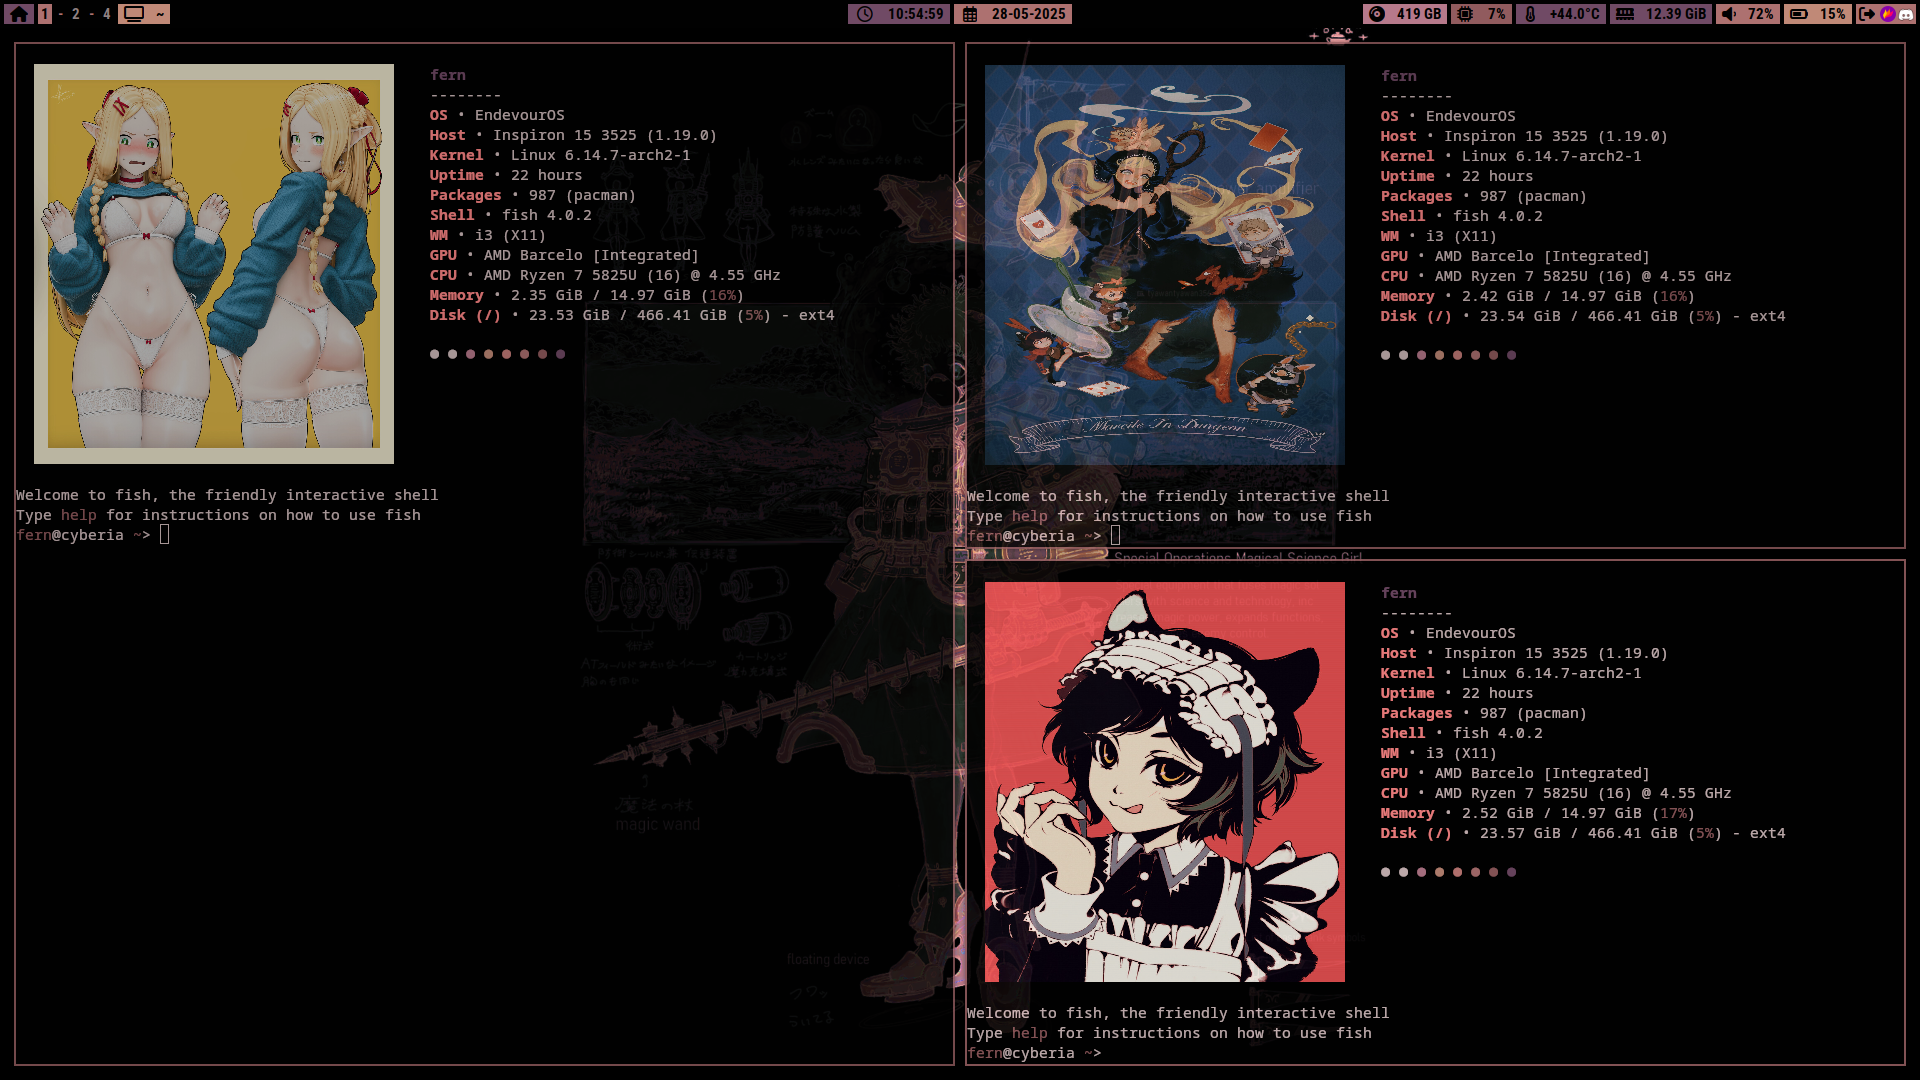 1 - 2 - 4 ~
10:54:59 28-05-2025
419 GB 7% +44.0°C 12.39 GiB 72% 15%
fern
--------
OS • EndevourOS
Host • Inspiron 15 3525 (1.19.0)
Kernel • Linux 6.14.7-arch2-1
Uptime • 22 hours
Packages • 987 (pacman)
Shell • fish 4.0.2
WM • i3 (X11)
GPU • AMD Barcelo [Integrated]
CPU • AMD Ryzen 7 5825U (16) @ 4.55 GHz
Memory • 2.35 GiB / 14.97 GiB (16%)
Disk (/) • 23.53 GiB / 466.41 GiB (5%) - ext4
Welcome to fish, the friendly interactive shell
Type help for instructions on how to use fish
fern@cyberia ~>
魔法の杖
magic wand
floating device
fern
--------
OS • EndevourOS
Host • Inspiron 15 3525 (1.19.0)
Kernel • Linux 6.14.7-arch2-1
Uptime • 22 hours
Packages • 987 (pacman)
Shell • fish 4.0.2
WM • i3 (X11)
GPU • AMD Barcelo [Integrated]
CPU • AMD Ryzen 7 5825U (16) @ 4.55 GHz
Memory • 2.42 GiB / 14.97 GiB (16%)
Disk (/) • 23.54 GiB / 466.41 GiB (5%) - ext4
Marcille In Dungeon
Welcome to fish, the friendly interactive shell
Type help for instructions on how to use fish
fern@cyberia ~>
Special Operations Magical Science Girl
fern
--------
OS • EndevourOS
Host • Inspiron 15 3525 (1.19.0)
Kernel • Linux 6.14.7-arch2-1
Uptime • 22 hours
Packages • 987 (pacman)
Shell • fish 4.0.2
WM • i3 (X11)
GPU • AMD Barcelo [Integrated]
CPU • AMD Ryzen 7 5825U (16) @ 4.55 GHz
Memory • 2.52 GiB / 14.97 GiB (17%)
Disk (/) • 23.57 GiB / 466.41 GiB (5%) - ext4
Welcome to fish, the friendly interactive shell
Type help for instructions on how to use fish
fern@cyberia ~>